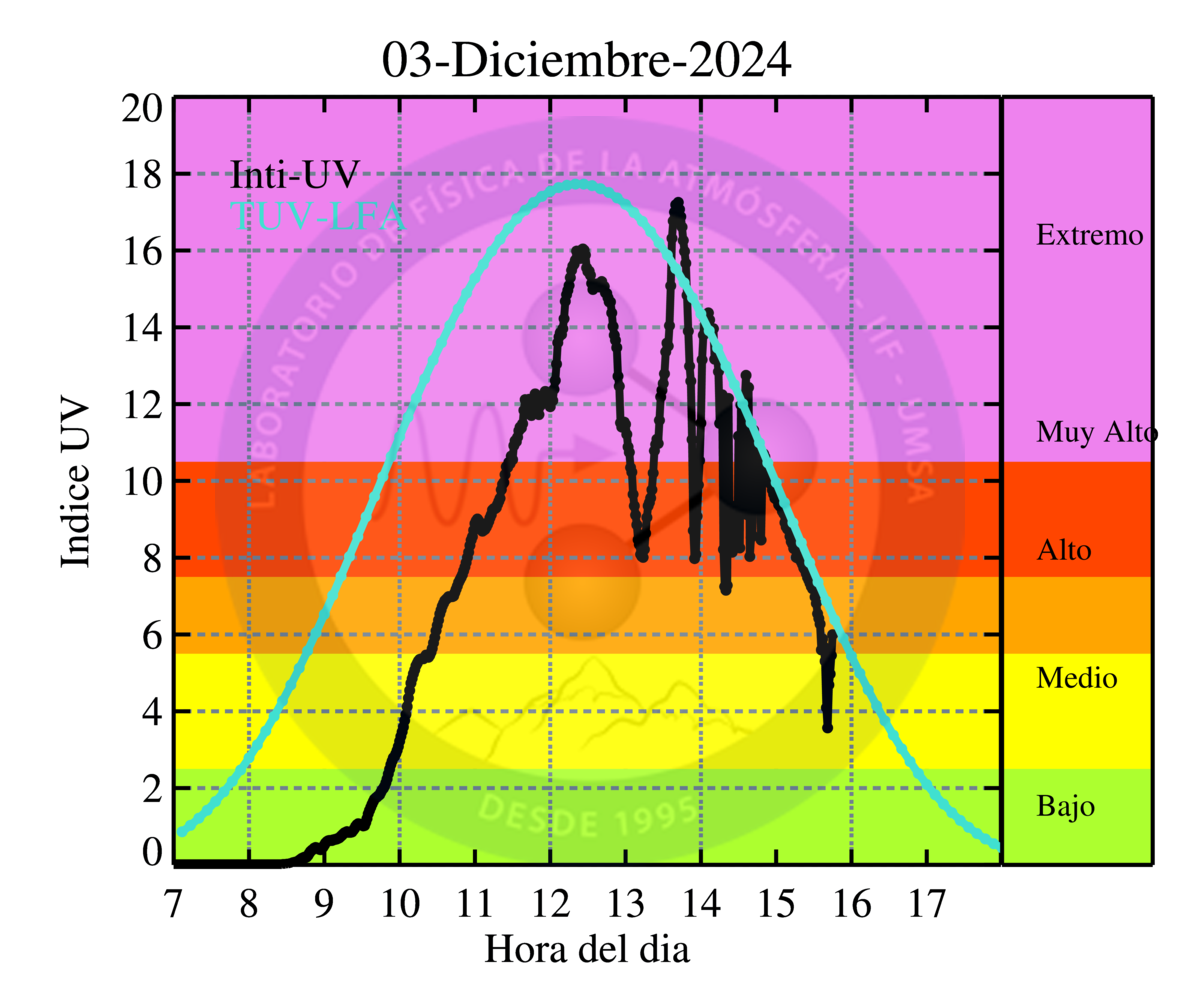 03-Diciembre-2024
20
18
16
14
12
10
8
6
4
2
0
Indice UV
Inti-UV
TUV-LFA
LABORATORIO DE FÍSICA DE LA ATMÓSFERA - IIF - UMSA
DESDE 1995
Extremo
Muy Alto
Alto
Medio
Bajo
7 8 9 10 11 12 13 14 15 16 17
Hora del dia